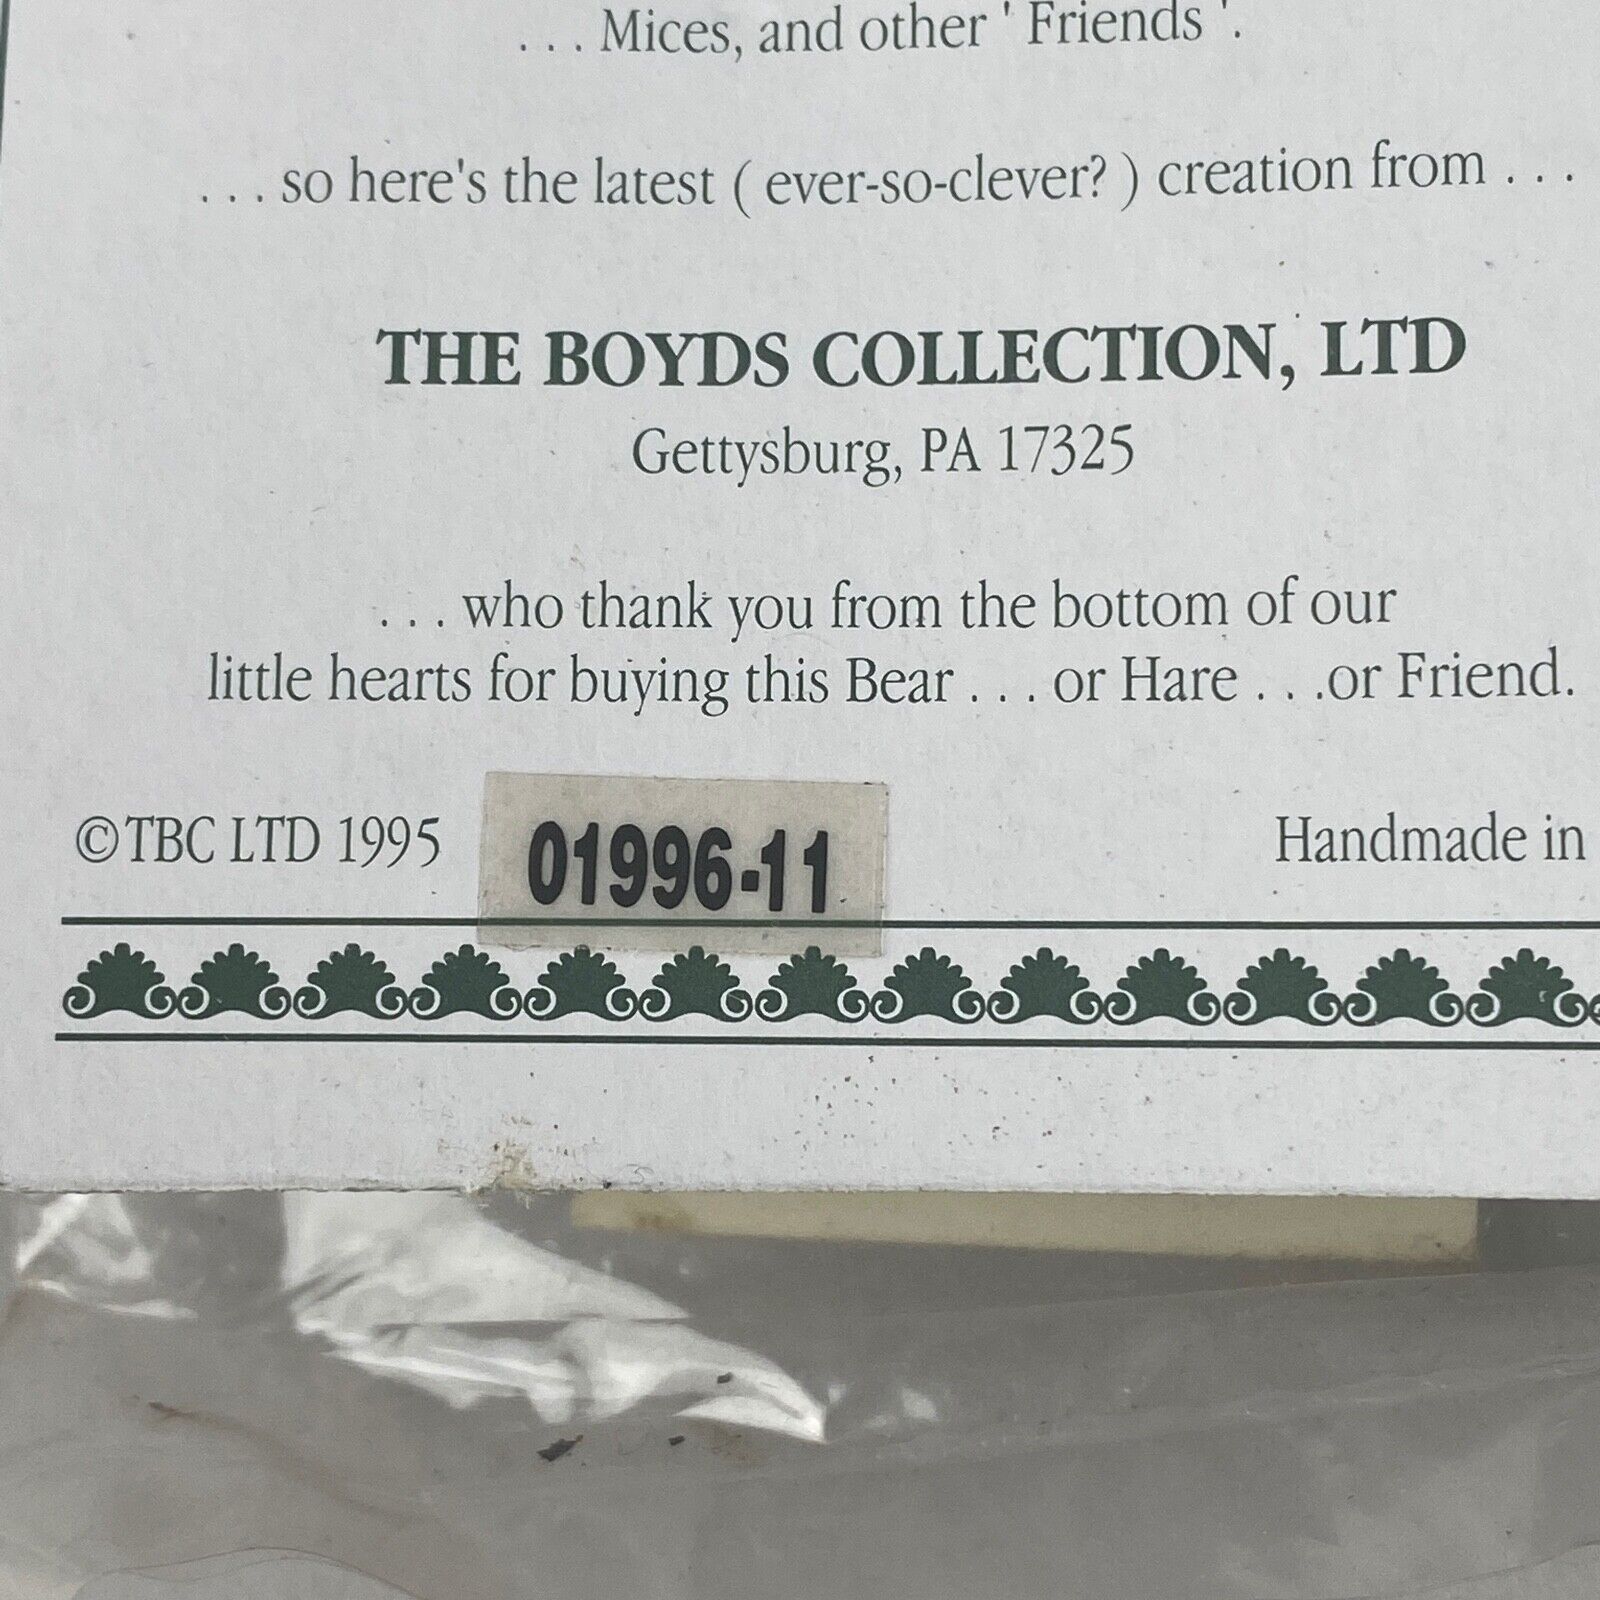 . . . Mices, and other ' Friends '.
. . . so here's the latest ( ever-so-clever? ) creation from . . .
THE BOYDS COLLECTION, LTD
Gettysburg, PA 17325
. . . who thank you from the bottom of our
little hearts for buying this Bear . . . or Hare . . .or Friend.
©TBC LTD 1995 01996-11 Handmade in